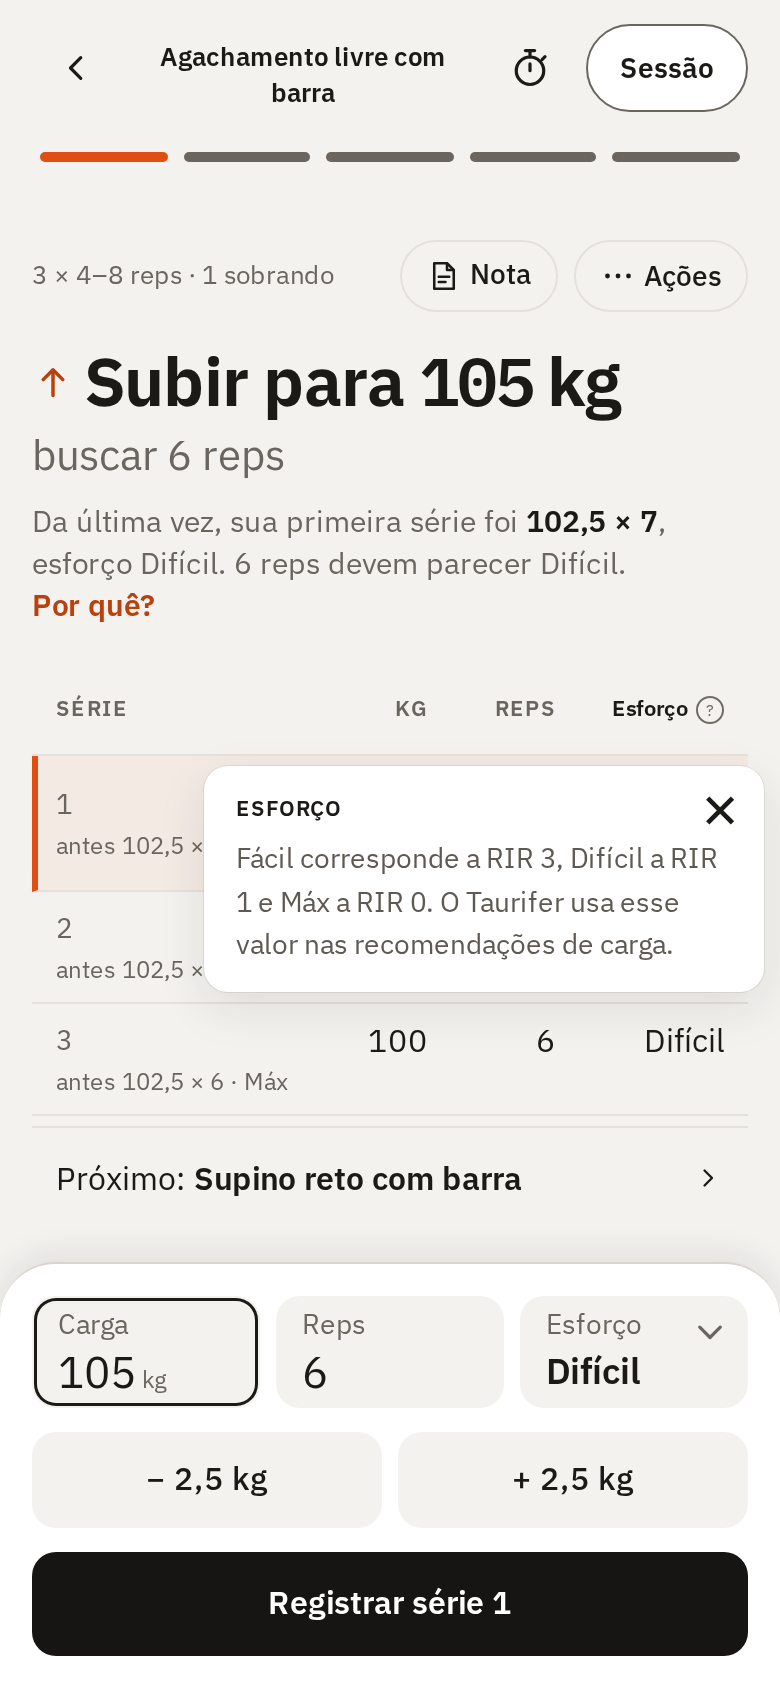 Agachamento livre com
barra
Sessão
3 × 4–8 reps · 1 sobrando
Nota
Ações
↑ Subir para 105 kg
buscar 6 reps
Da última vez, sua primeira série foi 102,5 × 7,
esforço Difícil. 6 reps devem parecer Difícil.
Por quê?
SÉRIE KG REPS Esforço ?
1
antes 102,5 ×
ESFORÇO
Fácil corresponde a RIR 3, Difícil a RIR
1 e Máx a RIR 0. O Taurifer usa esse
valor nas recomendações de carga.
2
antes 102,5 ×
3 100 6 Difícil
antes 102,5 × 6 · Máx
Próximo: Supino reto com barra
Carga Reps Esforço
105 kg 6 Difícil
− 2,5 kg + 2,5 kg
Registrar série 1